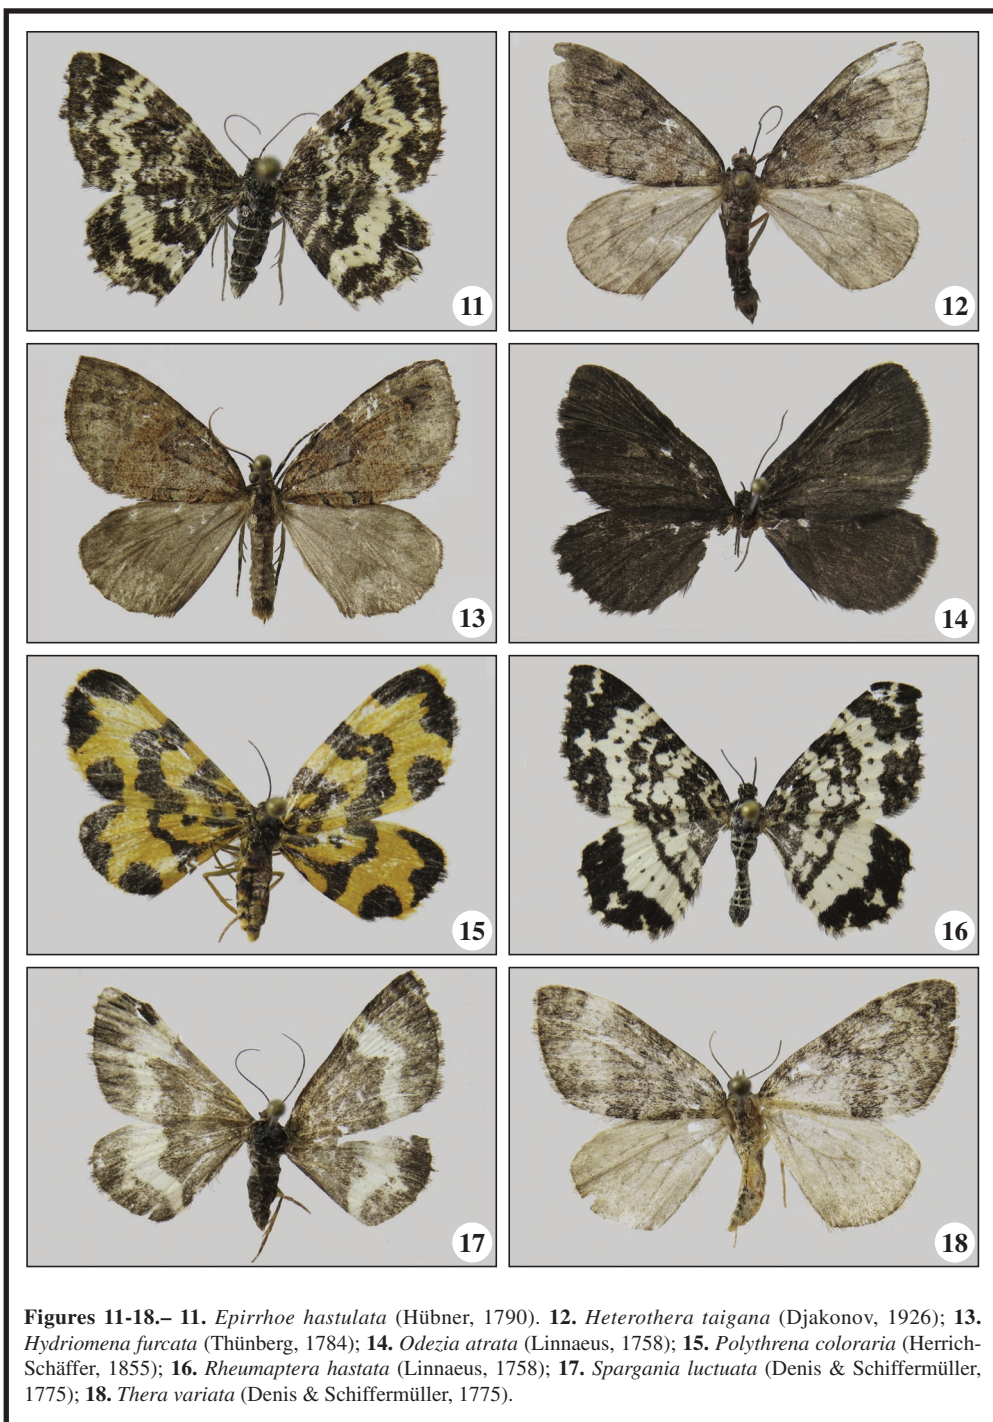 11
12
13
14
15
16
17
18
Figures 11-18.– 11. Epirrhoe hastulata (Hübner, 1790). 12. Heterothera taigana (Djakonov, 1926); 13.
Hydriomena furcata (Thünberg, 1784); 14. Odezia atrata (Linnaeus, 1758); 15. Polythrena coloraria (Herrich-
Schäffer, 1855); 16. Rheumaptera hastata (Linnaeus, 1758); 17. Spargania luctuata (Denis & Schiffermüller,
1775); 18. Thera variata (Denis & Schiffermüller, 1775).